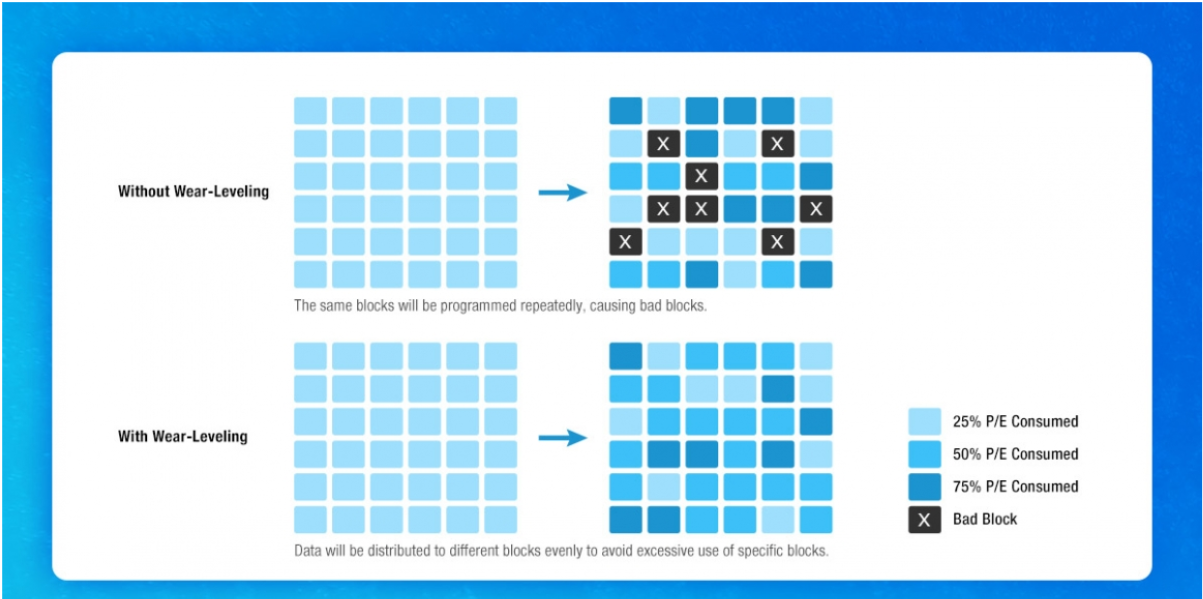 Without Wear-Leveling
X X
X
X X X
X X
The same blocks will be programmed repeatedly, causing bad blocks.
With Wear-Leveling
25% P/E Consumed
50% P/E Consumed
75% P/E Consumed
X Bad Block
Data will be distributed to different blocks evenly to avoid excessive use of specific blocks.